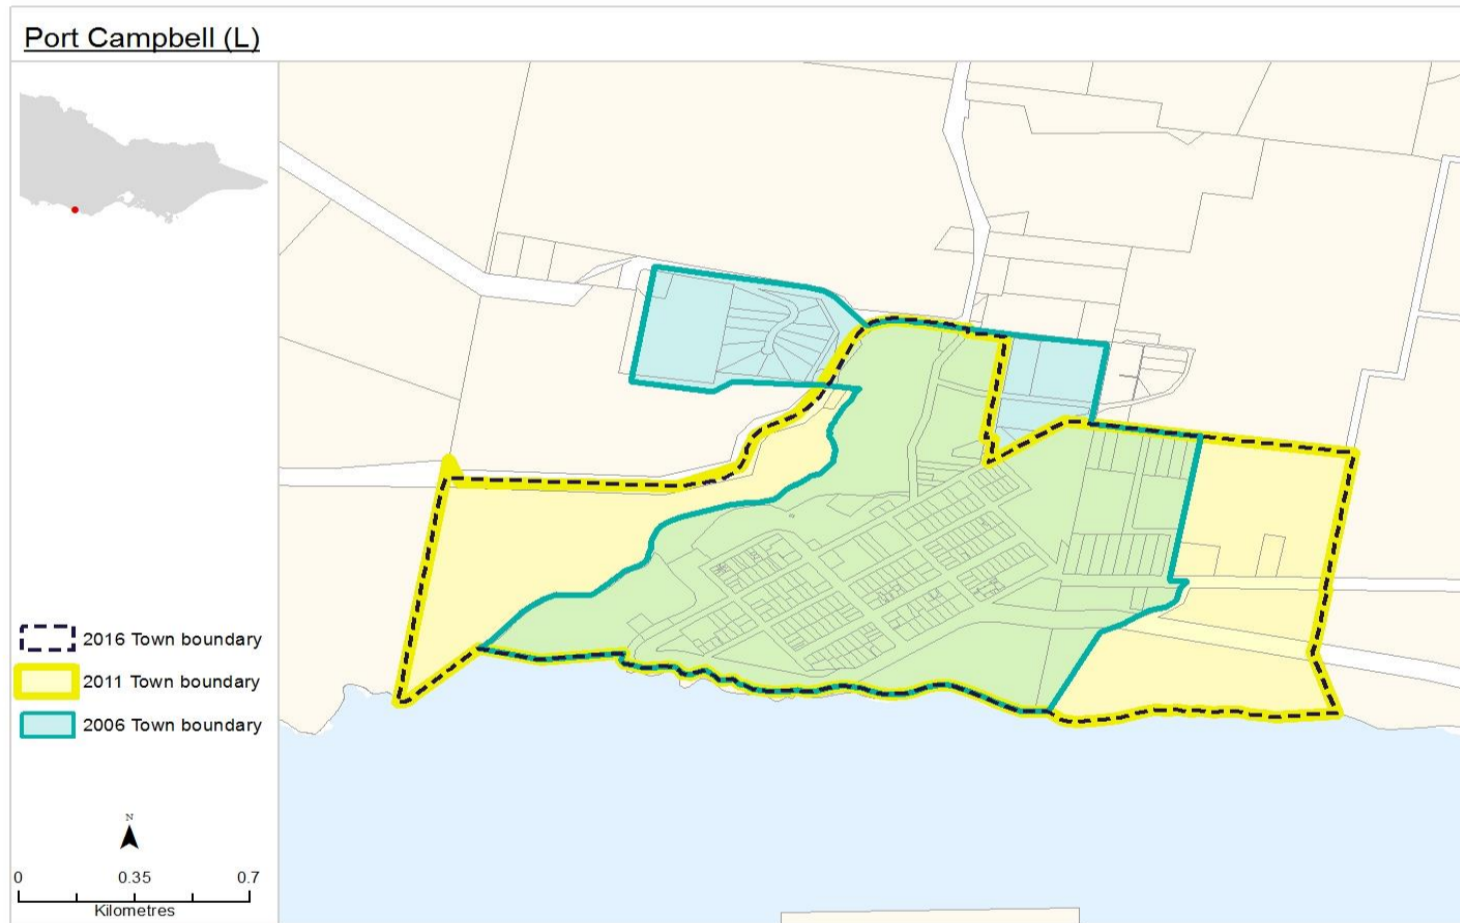 Port Campbell (L)
2016 Town boundary
2011 Town boundary
2006 Town boundary
N
0 0.35 0.7
Kilometres